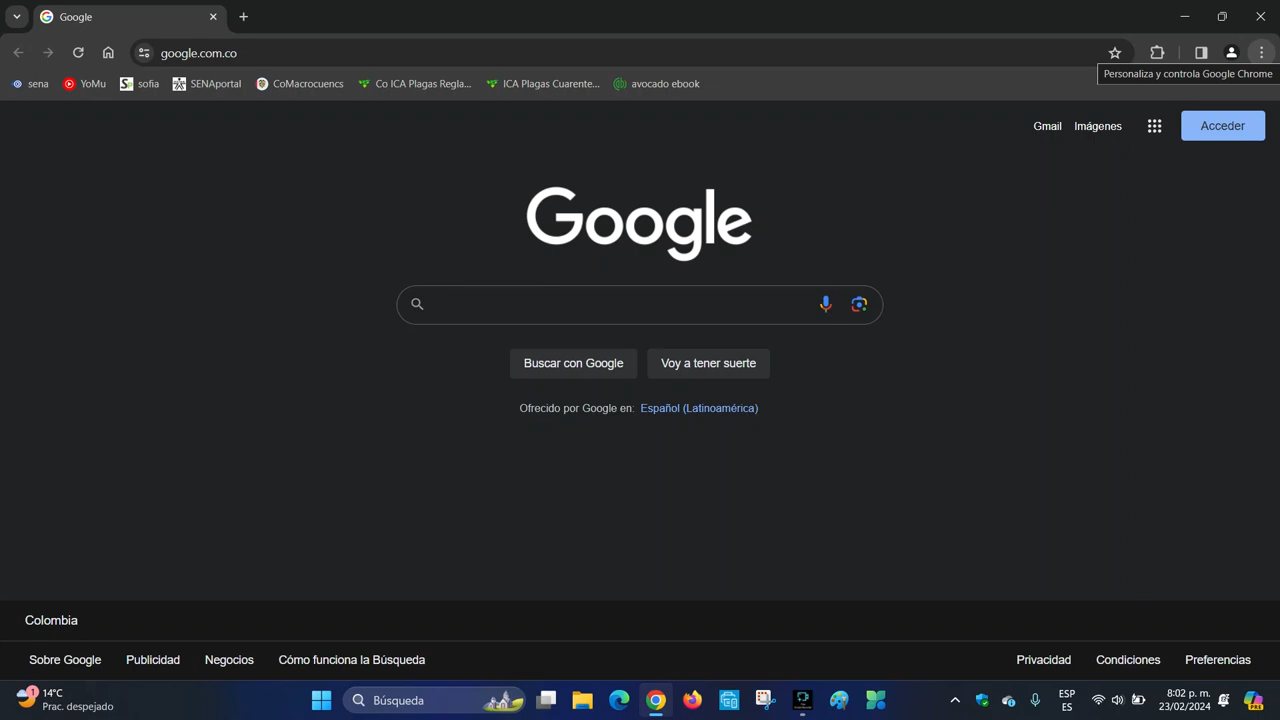 Google
google.com.co
Personaliza y controla Google Chrome
sena
YoMu
Sp sofia
SENAportal
CoMacrocuencs
Co ICA Plagas Regla...
ICA Plagas Cuarente...
avocado ebook
Gmail
Imágenes
Acceder
Google
Buscar con Google
Voy a tener suerte
Ofrecido por Google en: Español (Latinoamérica)
Colombia
Sobre Google
Publicidad
Negocios
Cómo funciona la Búsqueda
Privacidad
Condiciones
Preferencias
1
14°C
Prac. despejado
Búsqueda
ESP
ES
8:02 p. m.
23/02/2024
PRE